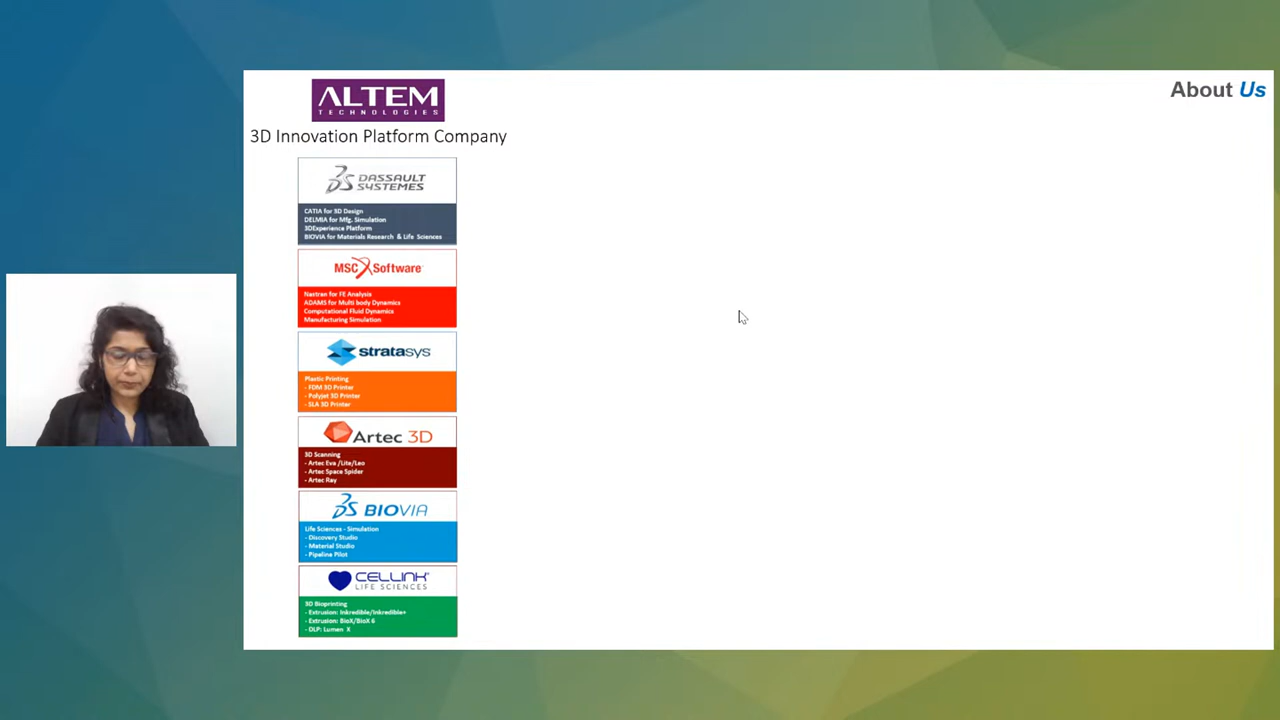 ALTEM
TECHNOLOGIES
About Us
3D Innovation Platform Company
DASSAULT
SYSTEMES
CATIA for 3D Design
DELMIA for Mfg. Simulation
3DExperience Platform
BIOVIA for Materials Research & Life Sciences
MSC Software
Nastran for FE Analysis
ADAMS for Multi body Dynamics
Computational Fluid Dynamics
Manufacturing Simulation
stratasys
Plastic Printing
- FDM 3D Printer
- Polyjet 3D Printer
- SLA 3D Printer
Artec 3D
3D Scanning
- Artec Eva /Lite/Leo
- Artec Space Spider
- Artec Ray
BIOVIA
Life Sciences - Simulation
- Discovery Studio
- Material Studio
- Pipeline Pilot
CELLINK
LIFE SCIENCES
3D Bioprinting
- Extrusion: Inkredible/Inkredible+
- Extrusion: BioX/BioX 6
- DLP: Lumen X